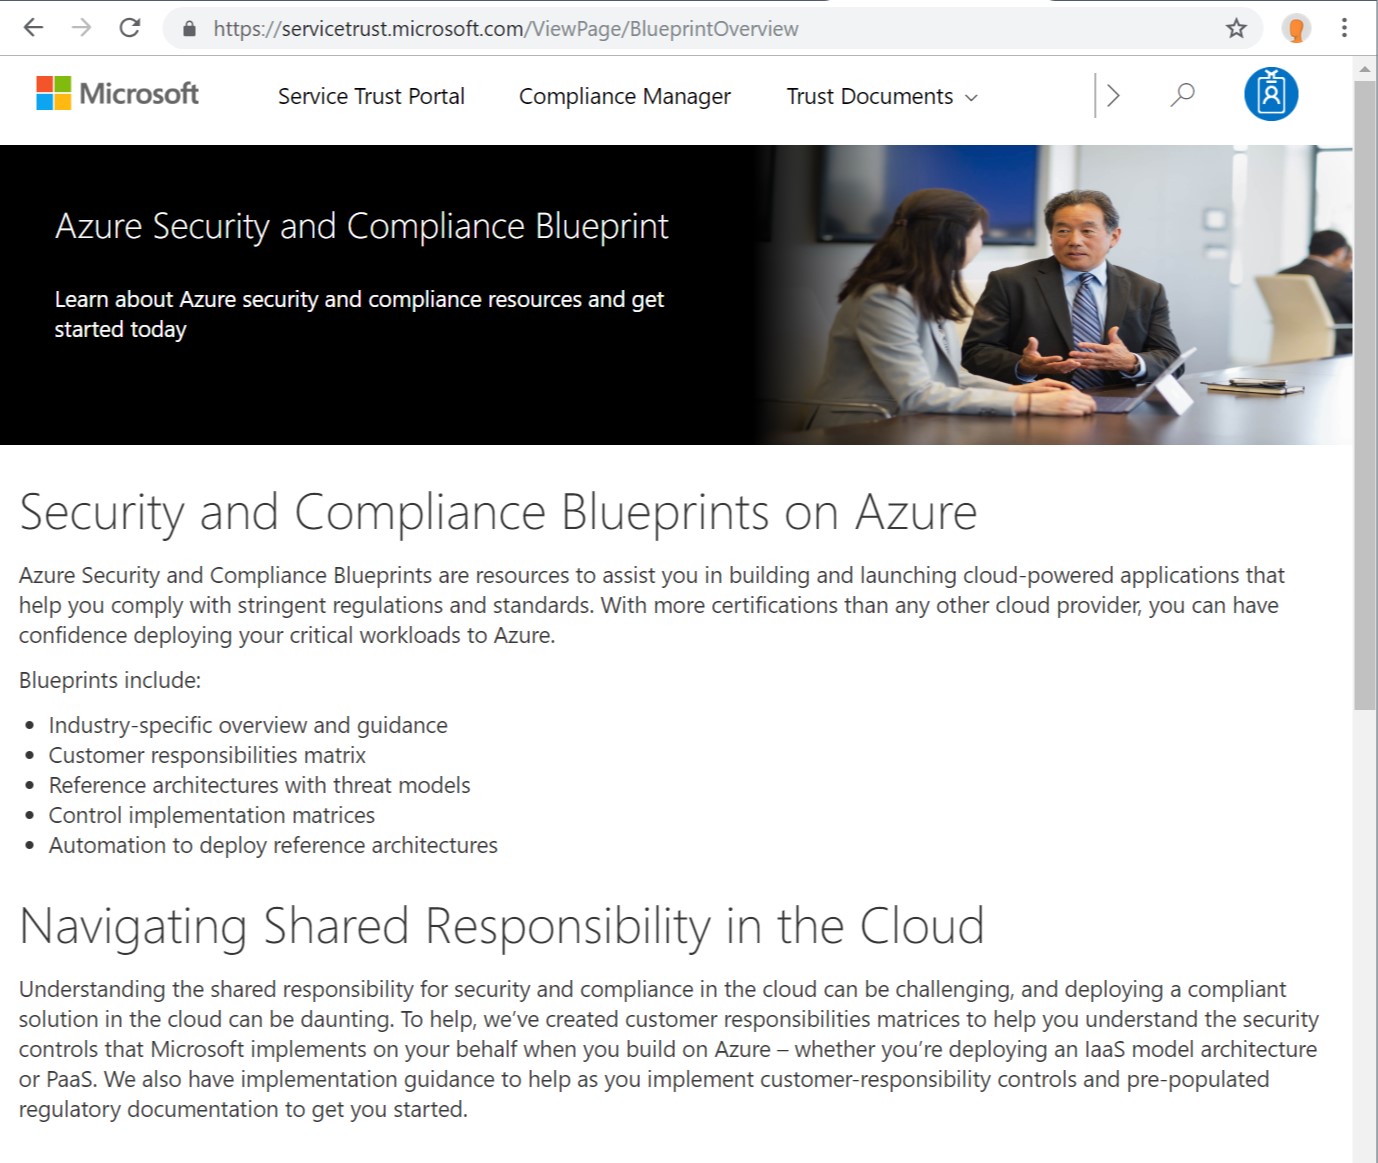 https://servicetrust.microsoft.com/ViewPage/BlueprintOverview
Microsoft
Service Trust Portal
Compliance Manager
Trust Documents
Azure Security and Compliance Blueprint
Learn about Azure security and compliance resources and get
started today
Security and Compliance Blueprints on Azure
Azure Security and Compliance Blueprints are resources to assist you in building and launching cloud-powered applications that
help you comply with stringent regulations and standards. With more certifications than any other cloud provider, you can have
confidence deploying your critical workloads to Azure.
Blueprints include:
• Industry-specific overview and guidance
• Customer responsibilities matrix
• Reference architectures with threat models
• Control implementation matrices
• Automation to deploy reference architectures
Navigating Shared Responsibility in the Cloud
Understanding the shared responsibility for security and compliance in the cloud can be challenging, and deploying a compliant
solution in the cloud can be daunting. To help, we’ve created customer responsibilities matrices to help you understand the security
controls that Microsoft implements on your behalf when you build on Azure – whether you’re deploying an IaaS model architecture
or PaaS. We also have implementation guidance to help as you implement customer-responsibility controls and pre-populated
regulatory documentation to get you started.